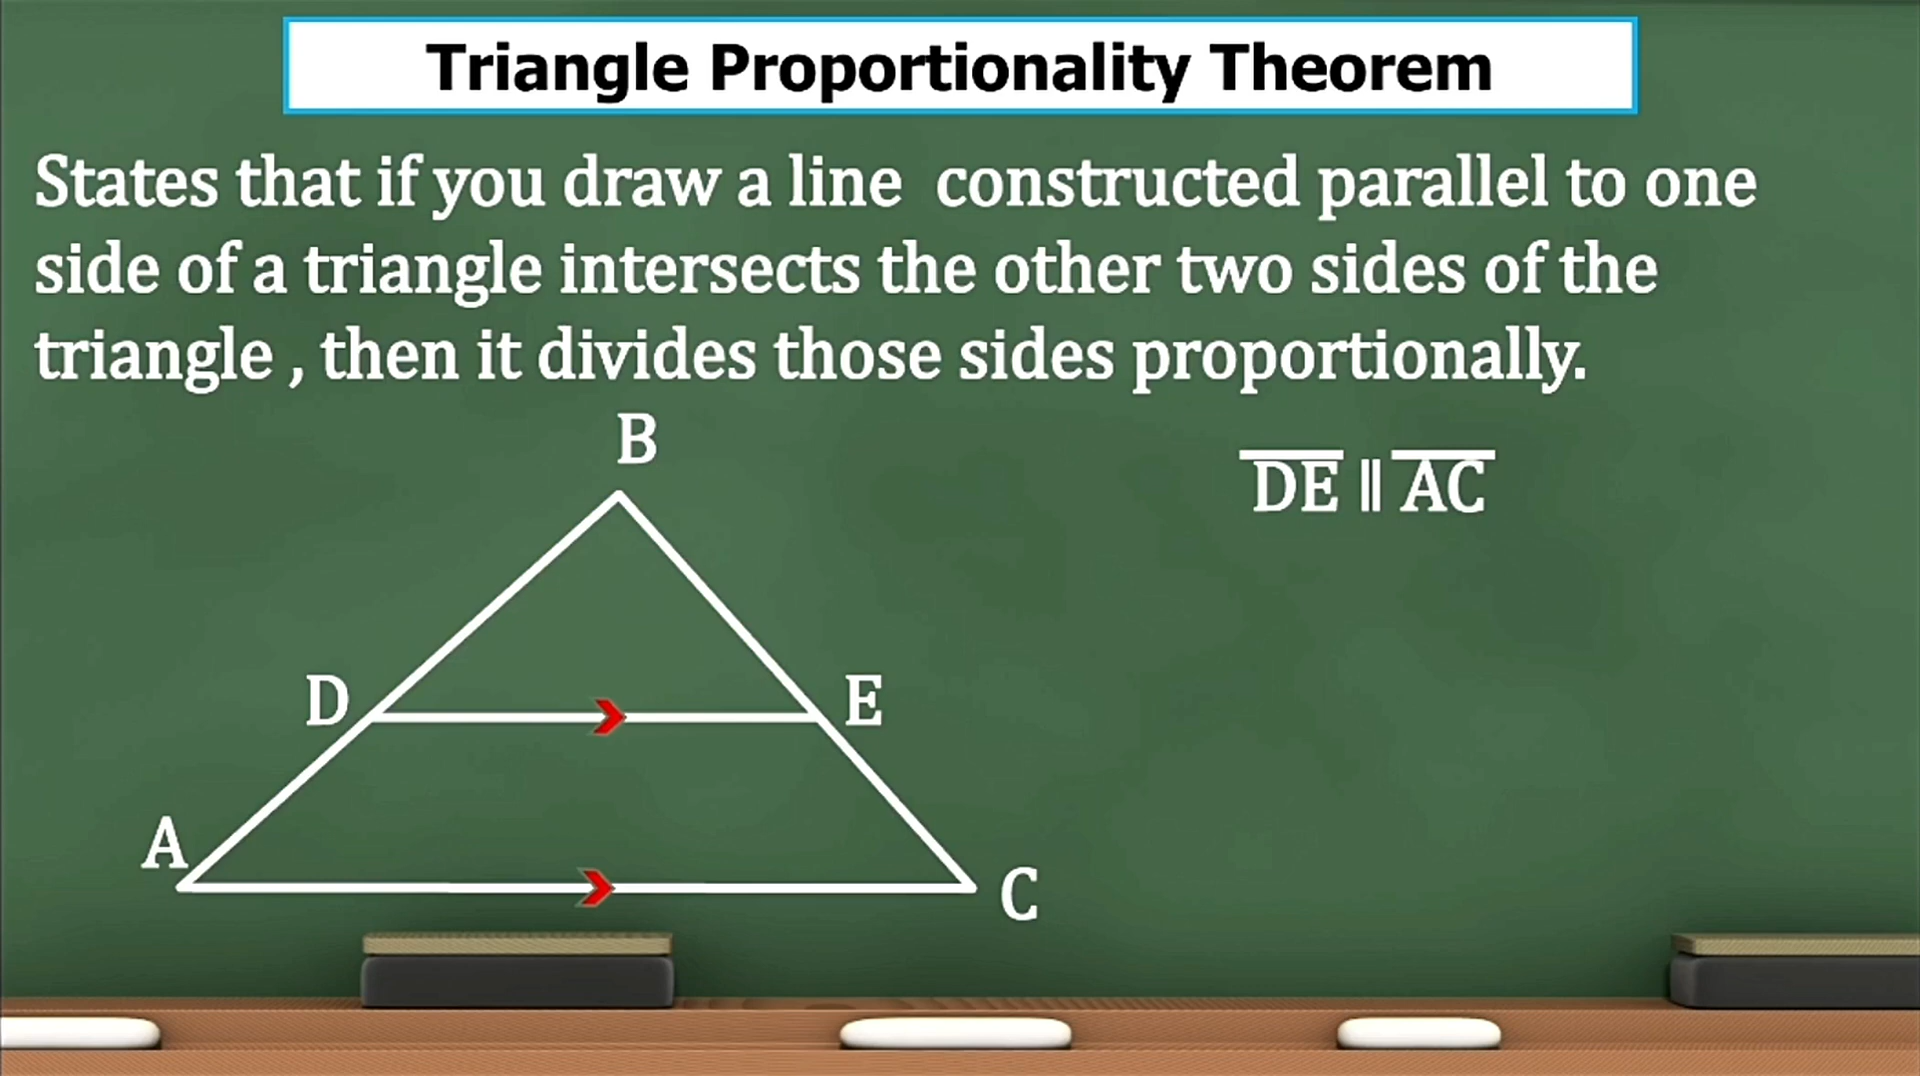 Triangle Proportionality Theorem
States that if you draw a line constructed parallel to one
side of a triangle intersects the other two sides of the
triangle , then it divides those sides proportionally.
B
DE ∥ AC
D
E
A
C